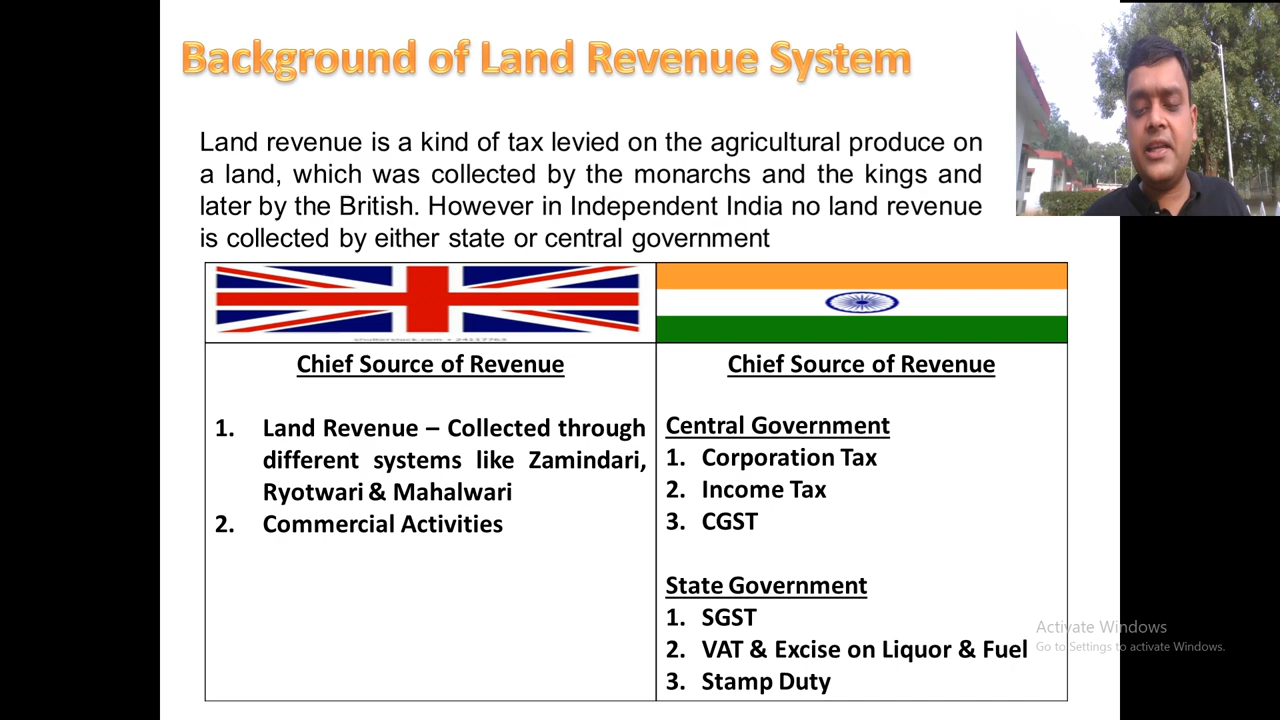 Background of Land Revenue System
Land revenue is a kind of tax levied on the agricultural produce on
a land, which was collected by the monarchs and the kings and
later by the British. However in Independent India no land revenue
is collected by either state or central government
Chief Source of Revenue
1. Land Revenue – Collected through
different systems like Zamindari,
Ryotwari & Mahalwari
2. Commercial Activities
Chief Source of Revenue
Central Government
1. Corporation Tax
2. Income Tax
3. CGST
State Government
1. SGST
2. VAT & Excise on Liquor & Fuel
3. Stamp Duty
Activate Windows
Go to Settings to activate Windows.